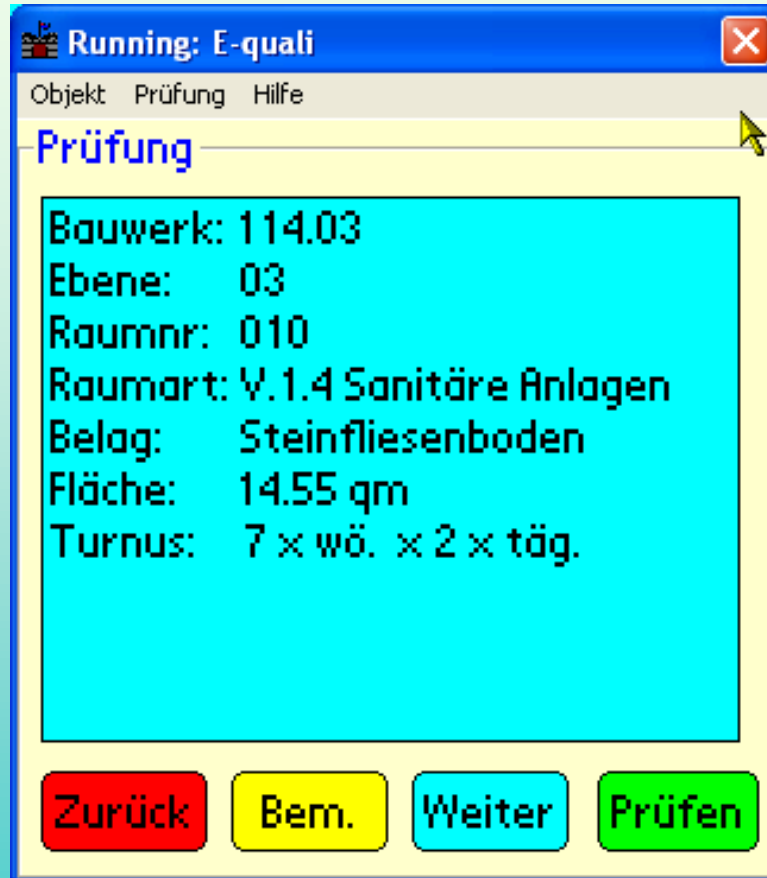 Running: E-quali
Objekt Prüfung Hilfe
Prüfung
Bauwerk: 114.03
Ebene: 03
Raumnr: 010
Raumart: V.1.4 Sanitäre Anlagen
Belag: Steinfliesenboden
Fläche: 14.55 qm
Turnus: 7 x wö. x 2 x täg.
Zurück Bem. Weiter Prüfen